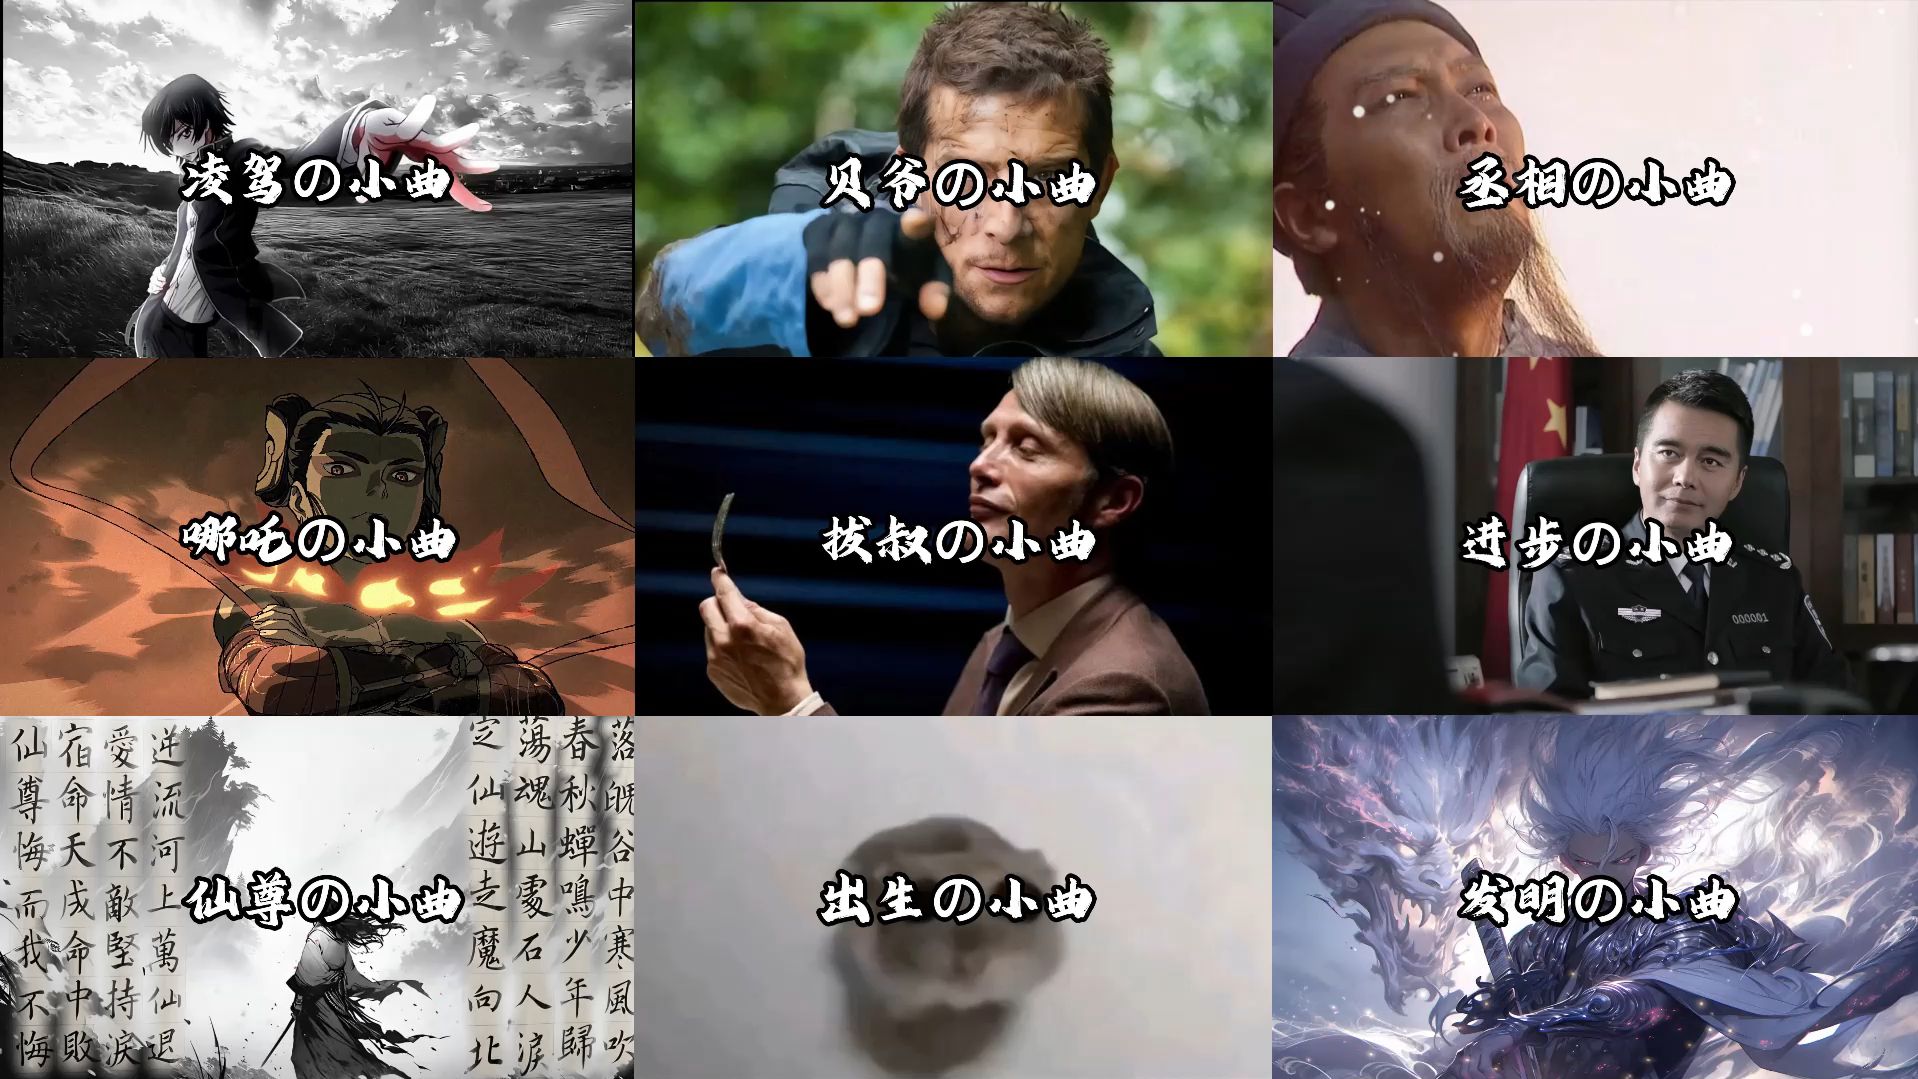 凌驾の小曲
贝爷の小曲
丞相の小曲
哪吒の小曲
拔叔の小曲
进步の小曲
000001
逆流河上萬仙退
愛情不敵堅持淚
宿命天成命中敗
仙尊悔而我不悔
落魄谷中寒風吹
春秋蟬鳴少年歸
蕩魂山處石人淚
定仙遊走魔向北
仙尊の小曲
出生の小曲
发明の小曲